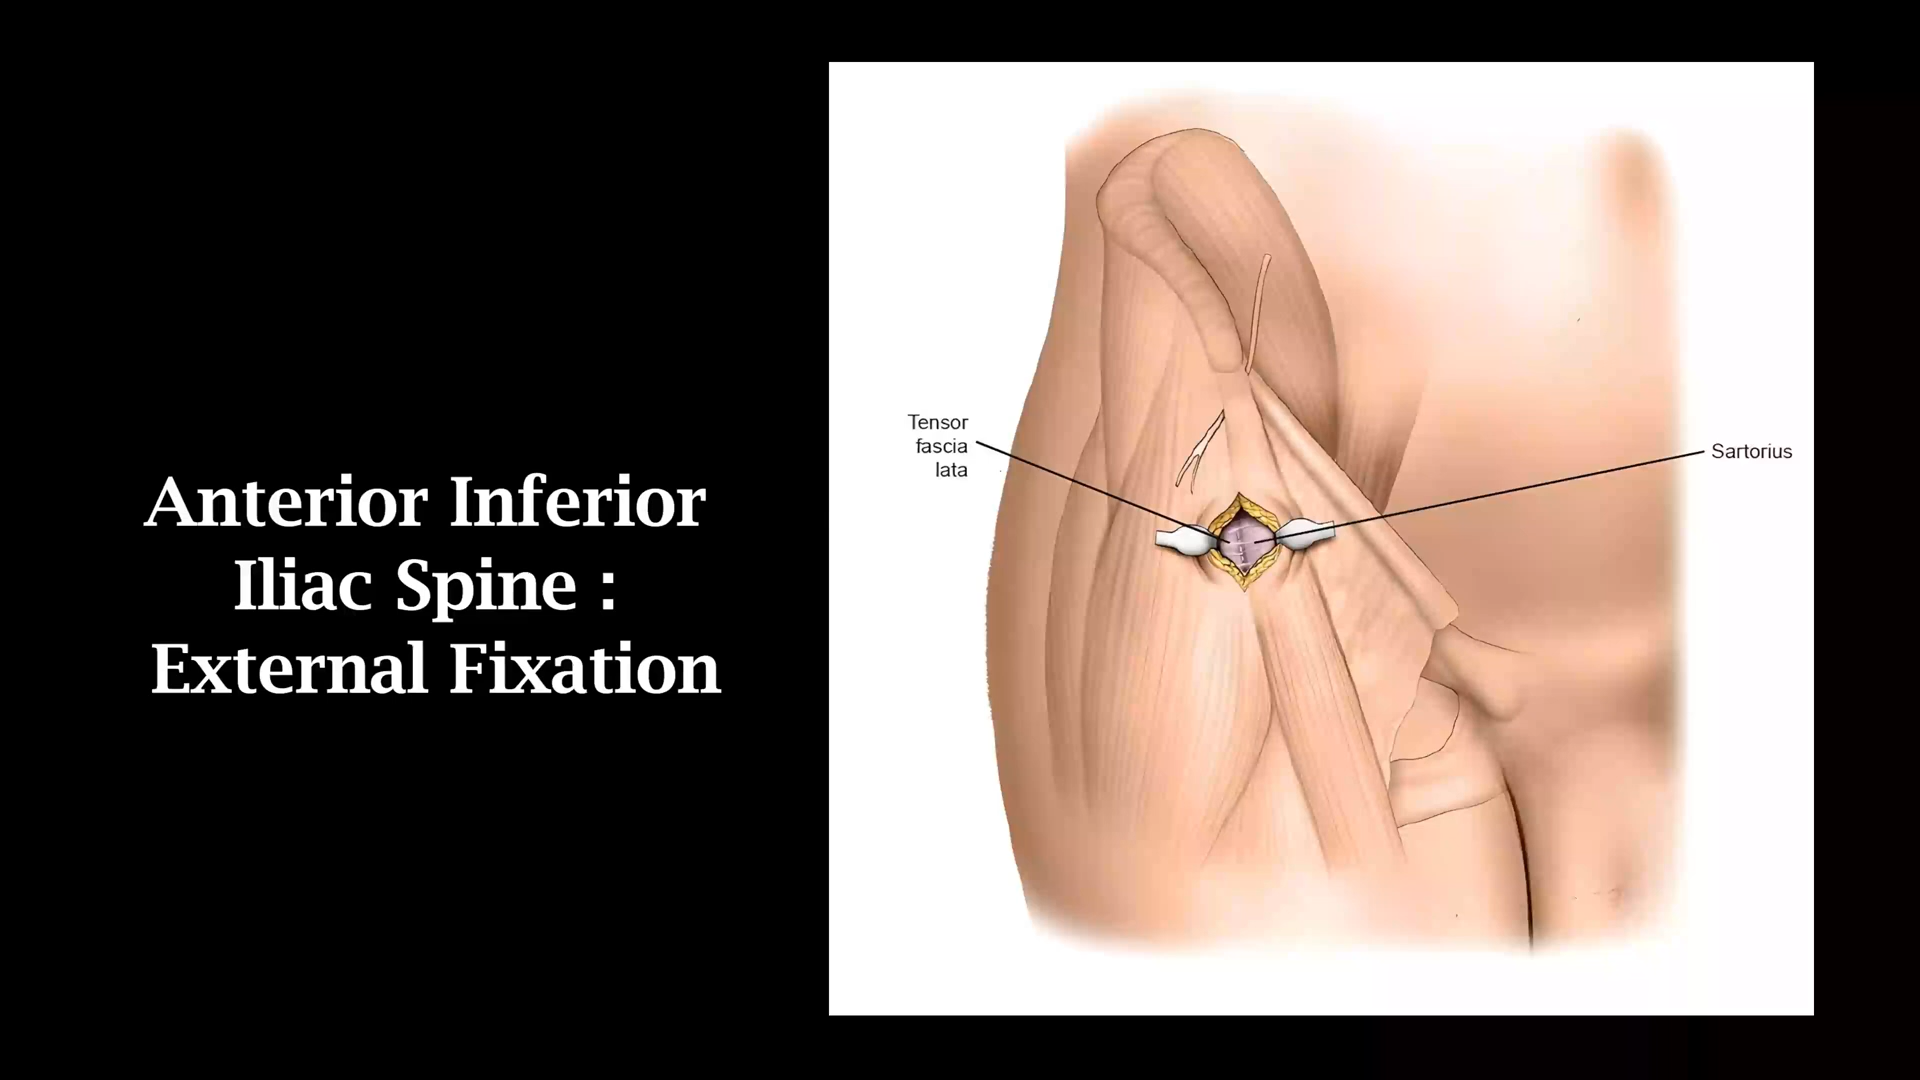 Anterior Inferior
Iliac Spine :
External Fixation
Tensor
fascia
lata
Sartorius